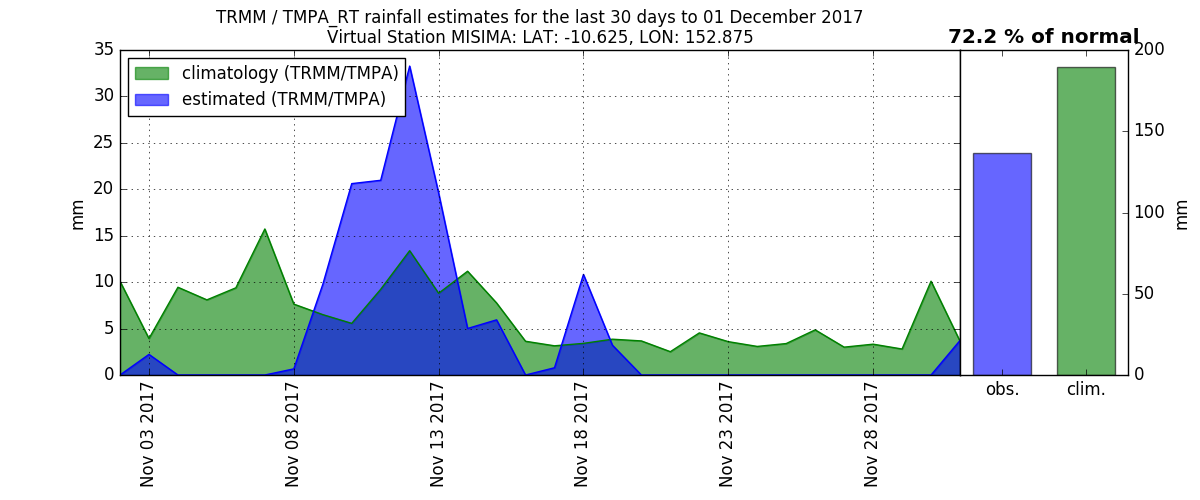 TRMM / TMPA_RT rainfall estimates for the last 30 days to 01 December 2017
Virtual Station MISIMA: LAT: -10.625, LON: 152.875
72.2 % of normal
climatology (TRMM/TMPA)
estimated (TRMM/TMPA)
mm
35
30
25
20
15
10
5
0
Nov 03 2017
Nov 08 2017
Nov 13 2017
Nov 18 2017
Nov 23 2017
Nov 28 2017
200
150
100
50
0
mm
obs.
clim.